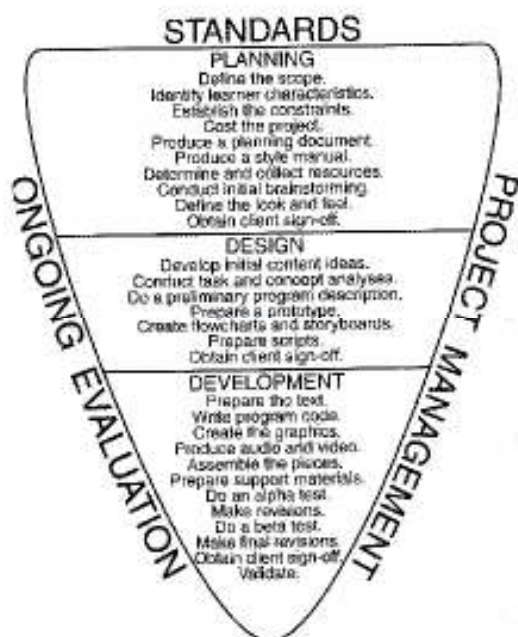 STANDARDS
PLANNING
Define the scope.
Identify learner characteristics.
Establish the constraints.
Cost the project.
Produce a planning document.
Produce a style manual.
Determine and collect resources.
Conduct initial brainstorming.
Define the look and feel.
Obtain client sign-off.
DESIGN
Develop initial content ideas.
Conduct task and concept analyses.
Do a preliminary program description.
Prepare a prototype.
Create flowcharts and storyboards.
Prepare scripts.
Obtain client sign-off.
DEVELOPMENT
Prepare the text.
Write program code.
Create the graphics.
Produce audio and video.
Assemble the pieces.
Prepare support materials.
Do an alpha test.
Make revisions.
Do a beta test.
Make final revisions.
Obtain client sign-off.
Validate.
ONGOING EVALUATION
PROJECT MANAGEMENT